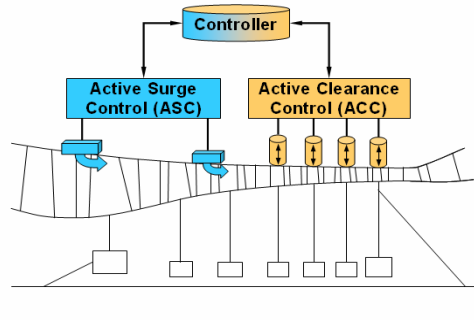 Controller
Active Surge
Control (ASC)
Active Clearance
Control (ACC)